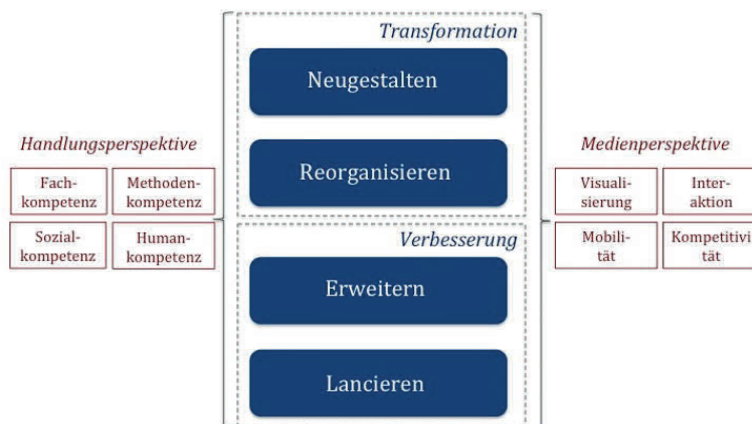 Transformation
Neugestalten
Reorganisieren
Handlungsperspektive
Fach-
kompetenz
Methoden-
kompetenz
Sozial-
kompetenz
Human-
kompetenz
Verbesserung
Erweitern
Lancieren
Medienperspektive
Visuali-
sierung
Inter-
aktion
Mobili-
tät
Kompetitivi
tät